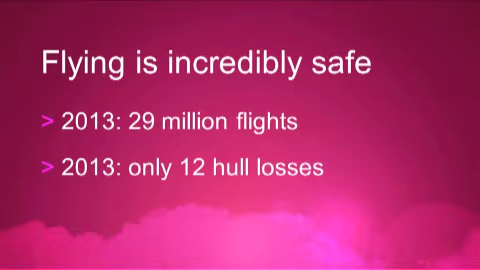 Flying is incredibly safe
> 2013: 29 million flights
> 2013: only 12 hull losses